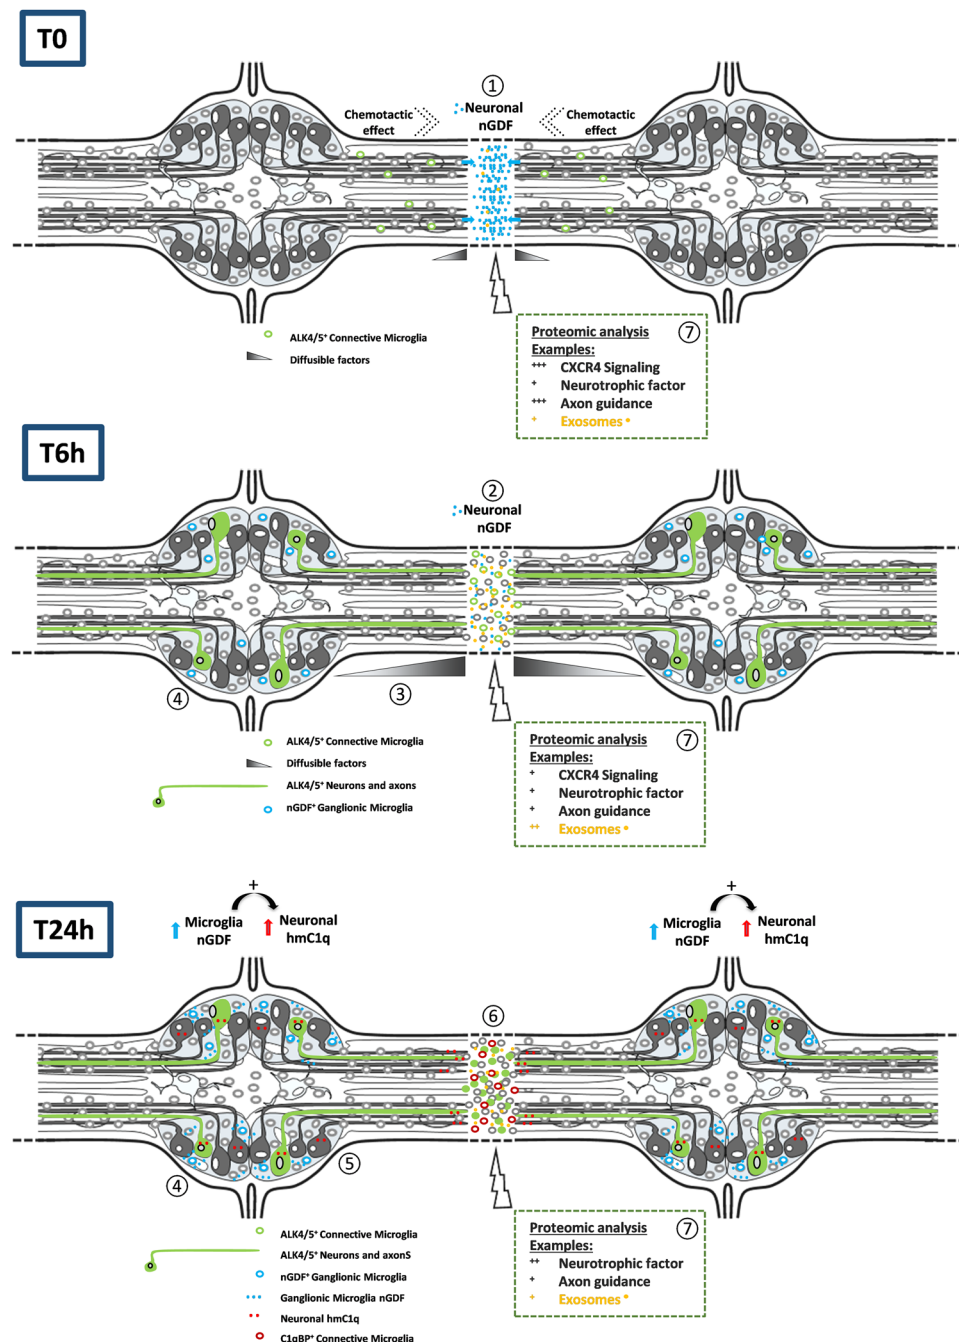 T0
①
Neuronal
nGDF
Chemotactic
effect
Chemotactic
effect
ALK4/5+ Connective Microglia
Diffusible factors
⑦
Proteomic analysis
Examples:
+++ CXCR4 Signaling
+ Neurotrophic factor
+++ Axon guidance
+ Exosomes
T6h
②
Neuronal
nGDF
③
④
ALK4/5+ Connective Microglia
Diffusible factors
ALK4/5+ Neurons and axons
nGDF+ Ganglionic Microglia
⑦
Proteomic analysis
Examples:
+ CXCR4 Signaling
+ Neurotrophic factor
+ Axon guidance
++ Exosomes
T24h
+
Microglia
nGDF
Neuronal
hmC1q
+
Microglia
nGDF
Neuronal
hmC1q
⑥
④
⑤
ALK4/5+ Connective Microglia
ALK4/5+ Neurons and axonS
nGDF+ Ganglionic Microglia
Ganglionic Microglia nGDF
Neuronal hmC1q
C1qBP+ Connective Microglia
⑦
Proteomic analysis
Examples:
++ Neurotrophic factor
+ Axon guidance
+ Exosomes